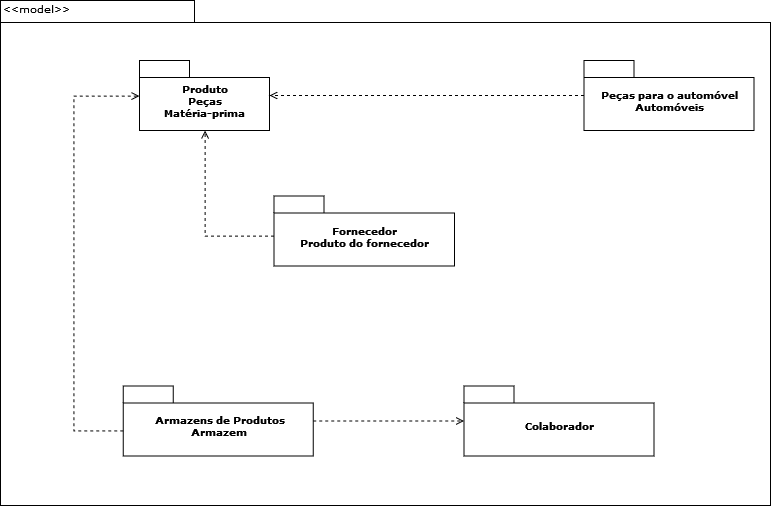 <<model>>
Produto
Peças
Matéria-prima
Peças para o automóvel
Automóveis
Fornecedor
Produto do fornecedor
Armazens de Produtos
Armazem
Colaborador